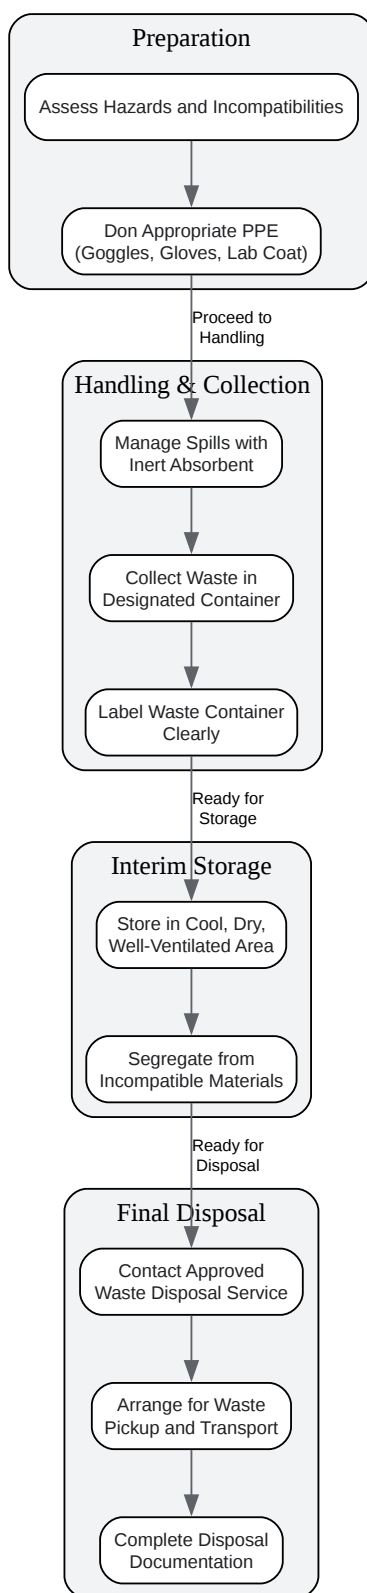 Preparation
Assess Hazards and Incompatibilities
Don Appropriate PPE
(Goggles, Gloves, Lab Coat)
Proceed to
Handling
Handling & Collection
Manage Spills with
Inert Absorbent
Collect Waste in
Designated Container
Label Waste Container
Clearly
Ready for
Storage
Interim Storage
Store in Cool, Dry,
Well-Ventilated Area
Segregate from
Incompatible Materials
Ready for
Disposal
Final Disposal
Contact Approved
Waste Disposal Service
Arrange for Waste
Pickup and Transport
Complete Disposal
Documentation